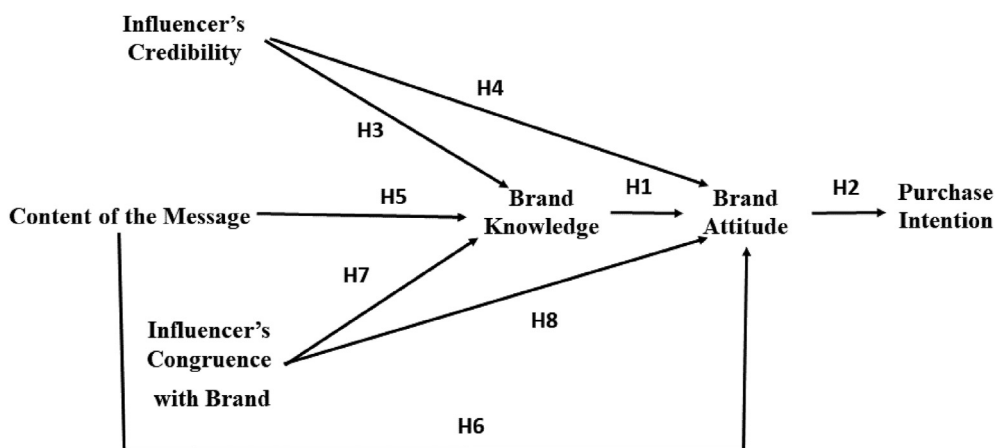 Influencer's
Credibility
H4
H3
Brand
Knowledge
H1
Brand
Attitude
H2
Purchase
Intention
Content of the Message
H5
H7
Influencer's
Congruence
with Brand
H8
H6